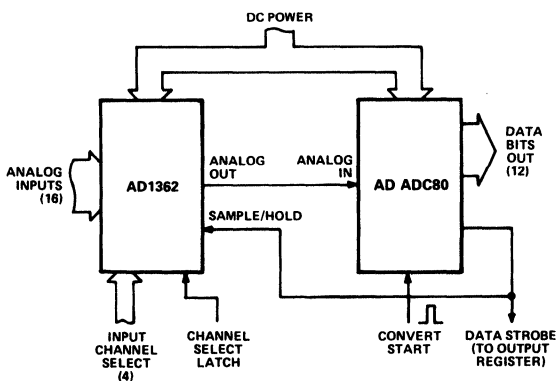 DC POWER
ANALOG
INPUTS
(16)
AD1362
ANALOG
OUT
ANALOG
IN
AD ADC80
DATA
BITS
OUT
(12)
SAMPLE/HOLD
INPUT
CHANNEL
SELECT
(4)
CHANNEL
SELECT
LATCH
CONVERT
START
DATA STROBE
(TO OUTPUT
REGISTER)